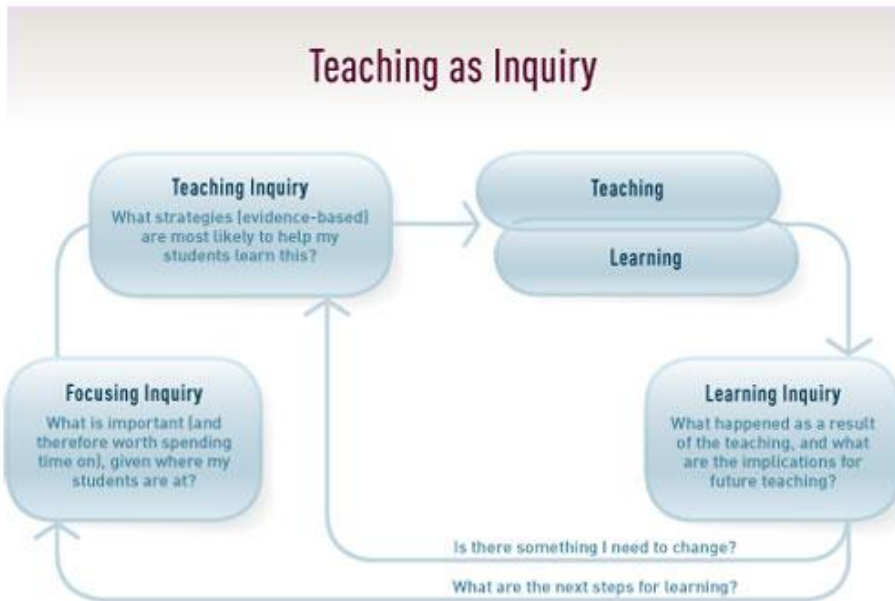 Teaching as Inquiry
Teaching Inquiry
What strategies (evidence-based)
are most likely to help my
students learn this?
Teaching
Learning
Focusing Inquiry
What is important (and
therefore worth spending
time on), given where my
students are at?
Learning Inquiry
What happened as a result
of the teaching, and what
are the implications for
future teaching?
Is there something I need to change?
What are the next steps for learning?